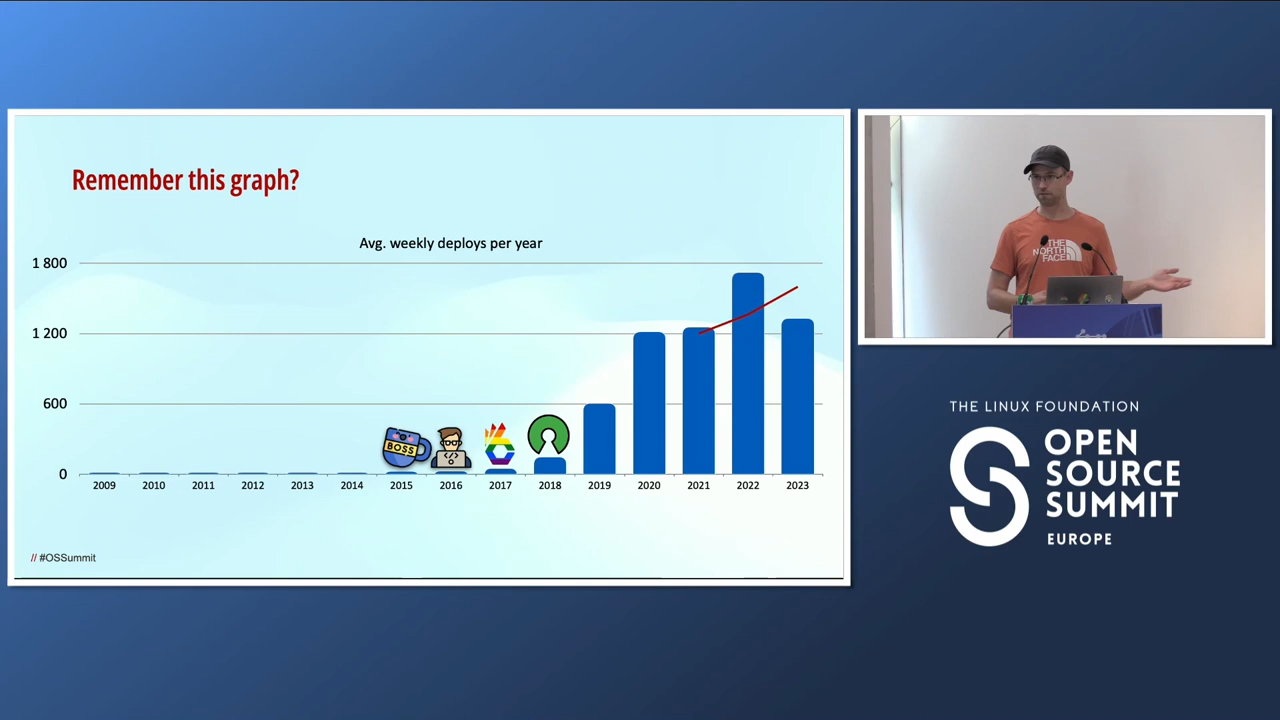 Remember this graph?
Avg. weekly deploys per year
1 800
1 200
600
0
BOSS
2009 2010 2011 2012 2013 2014 2015 2016 2017 2018 2019 2020 2021 2022 2023
// #OSSummit
THE
NORTH
FACE
THE LINUX FOUNDATION
OPEN
SOURCE
SUMMIT
EUROPE